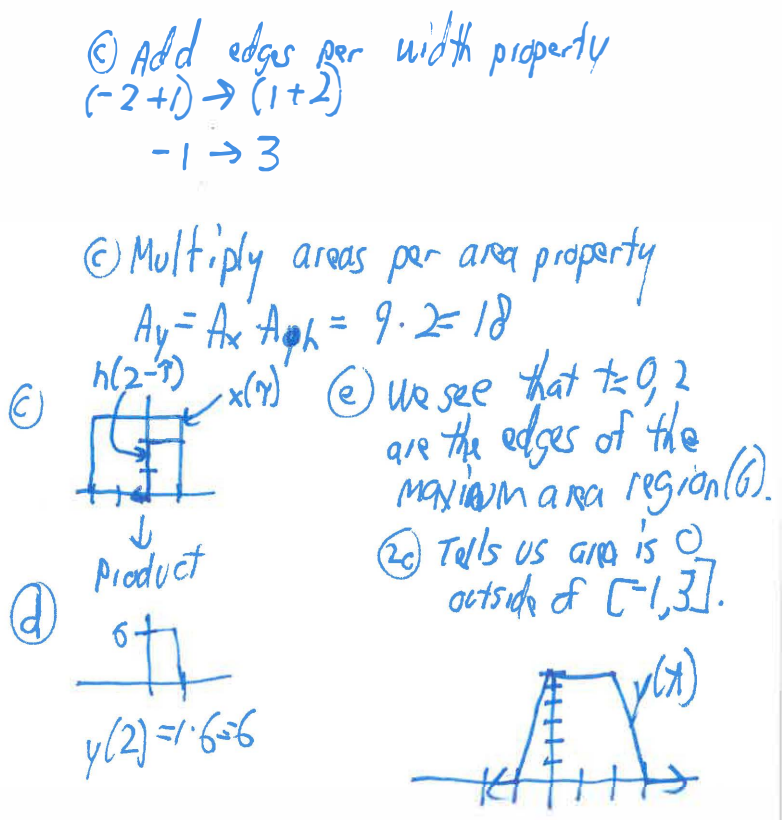 ⓒ Add edges per width property
(-2+1) → (1+2)
-1 → 3
ⓒ Multiply areas per area property
Ay = Ax Ah = 9·2 = 18
ⓒ
h(2-τ)
x(τ)
↓
Product
ⓓ
6
y(2) = 1·6 = 6
ⓔ We see that t=0, 2
are the edges of the
maximum area region (6).
2c Tells us area is 0
outside of [-1,3].
y(t)